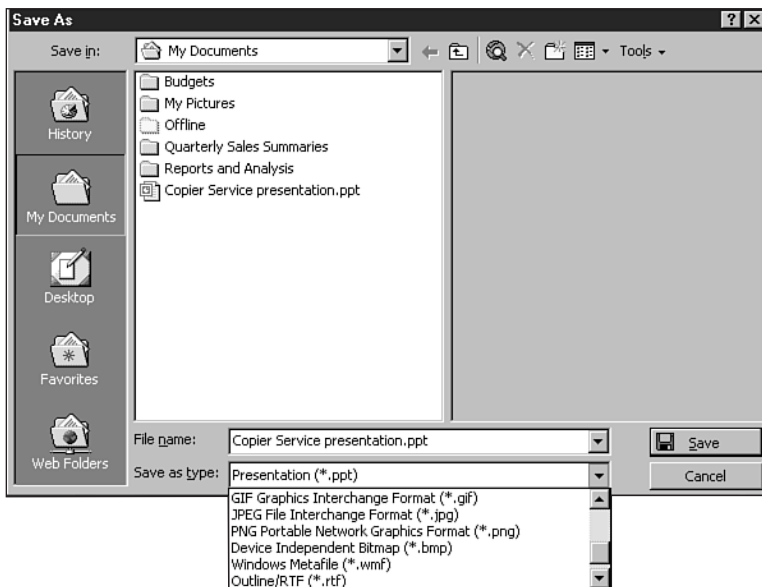 Save As
Save in:
My Documents
Tools
History
My Documents
Desktop
Favorites
Web Folders
Budgets
My Pictures
Offline
Quarterly Sales Summaries
Reports and Analysis
Copier Service presentation.ppt
File name:
Copier Service presentation.ppt
Save
Save as type:
Presentation (*.ppt)
Cancel
GIF Graphics Interchange Format (*.gif)
JPEG File Interchange Format (*.jpg)
PNG Portable Network Graphics Format (*.png)
Device Independent Bitmap (*.bmp)
Windows Metafile (*.wmf)
Outline/RTF (*.rtf)